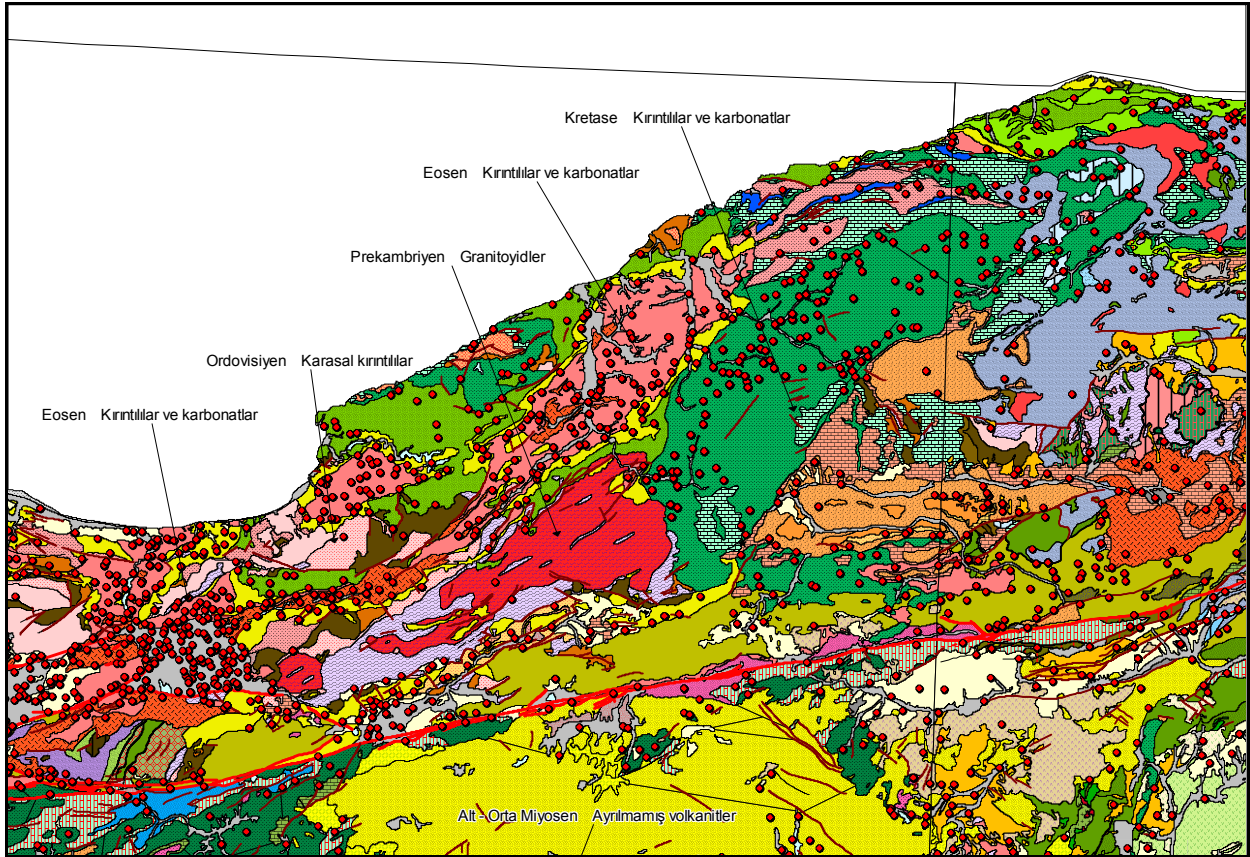 Kretase Kırıntılılar ve karbonatlar
Eosen Kırıntılılar ve karbonatlar
Prekambriyen Granitoyidler
Ordovisiyen Karasal kırıntılılar
Eosen Kırıntılılar ve karbonatlar
Alt - Orta Miyosen Ayrılmamış volkanitler